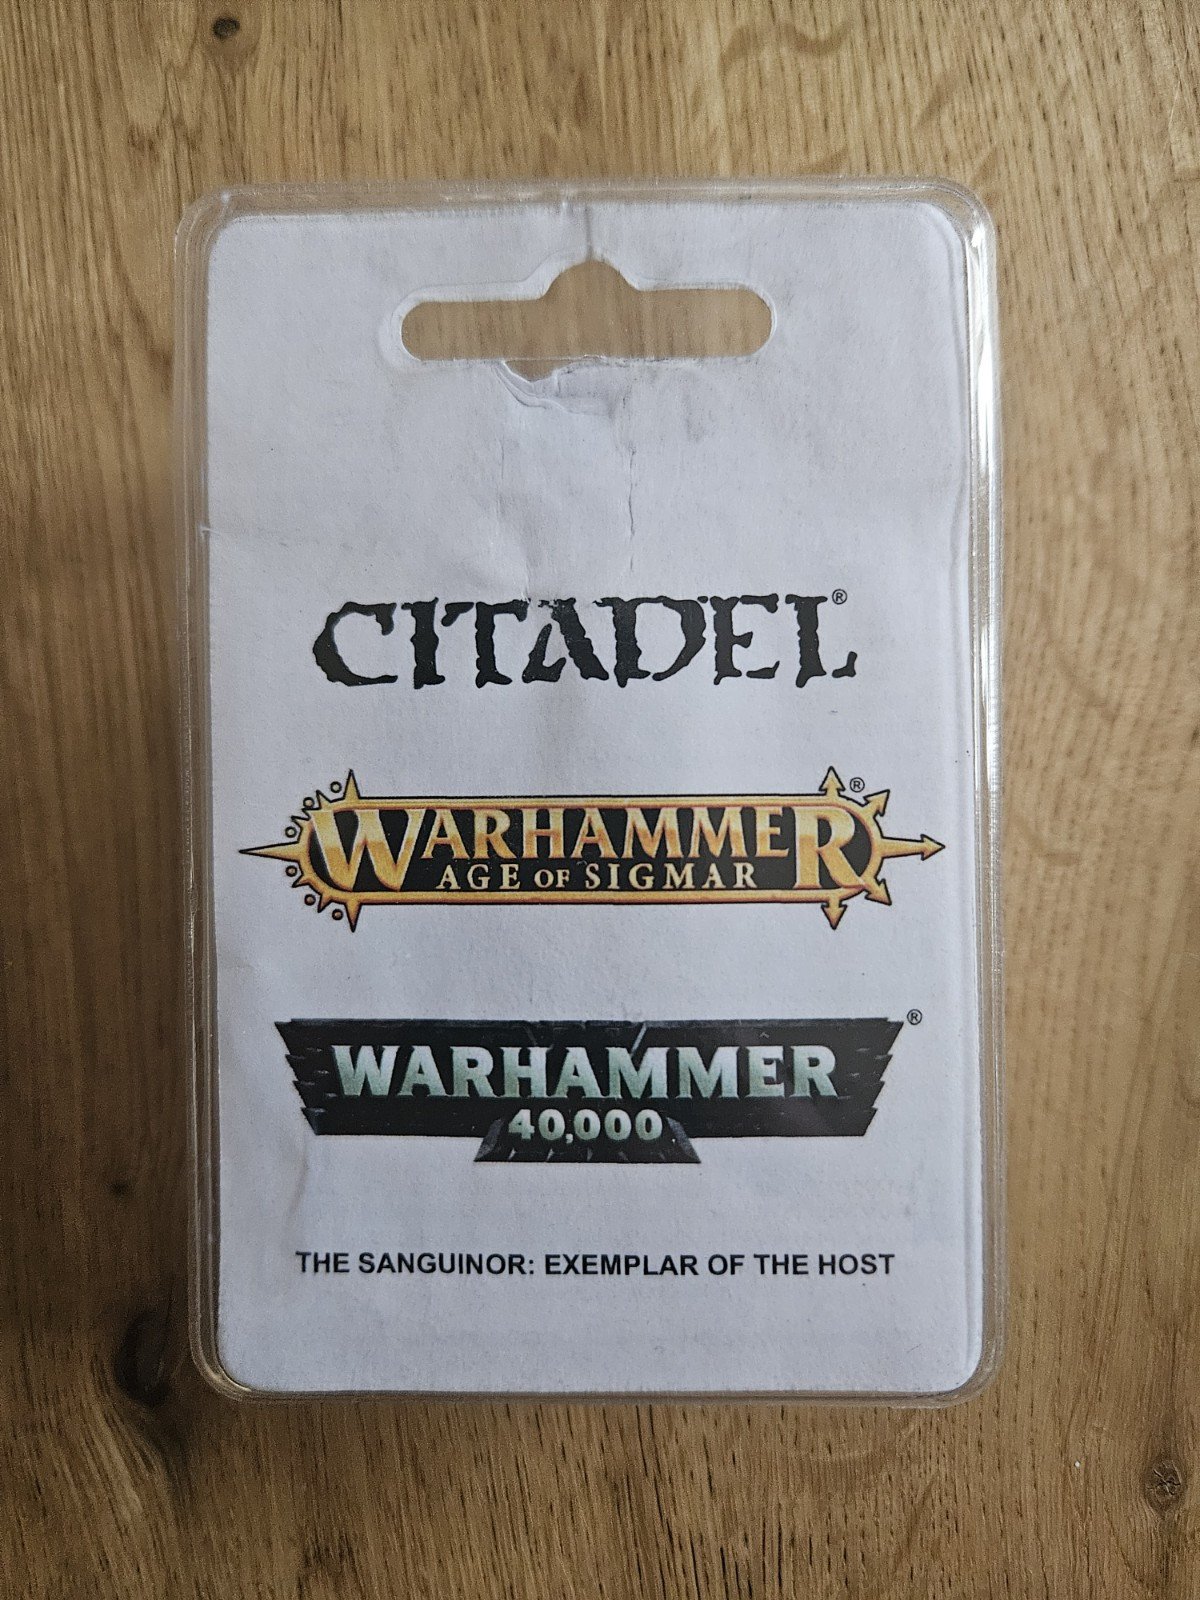 CITADEL®
WARHAMMER®
AGE OF SIGMAR
WARHAMMER®
40,000
THE SANGUINOR: EXEMPLAR OF THE HOST